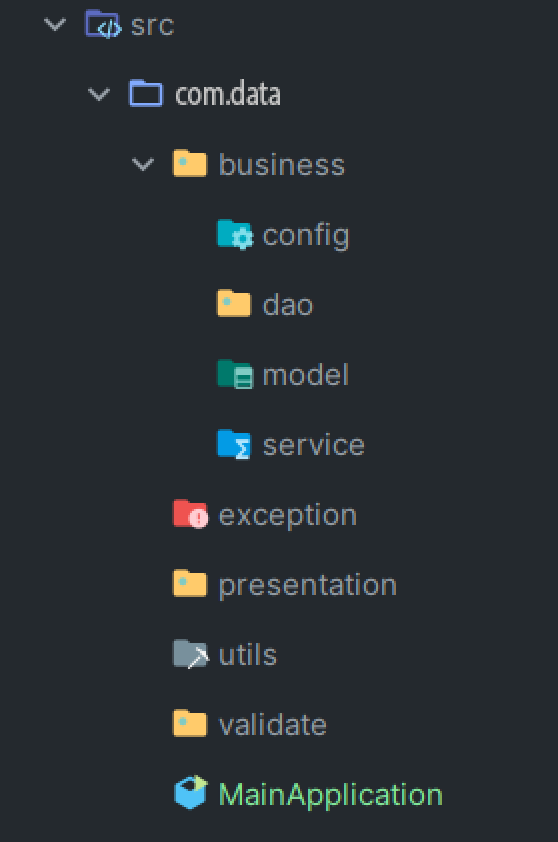 src
com.data
business
config
dao
model
service
exception
presentation
utils
validate
MainApplication